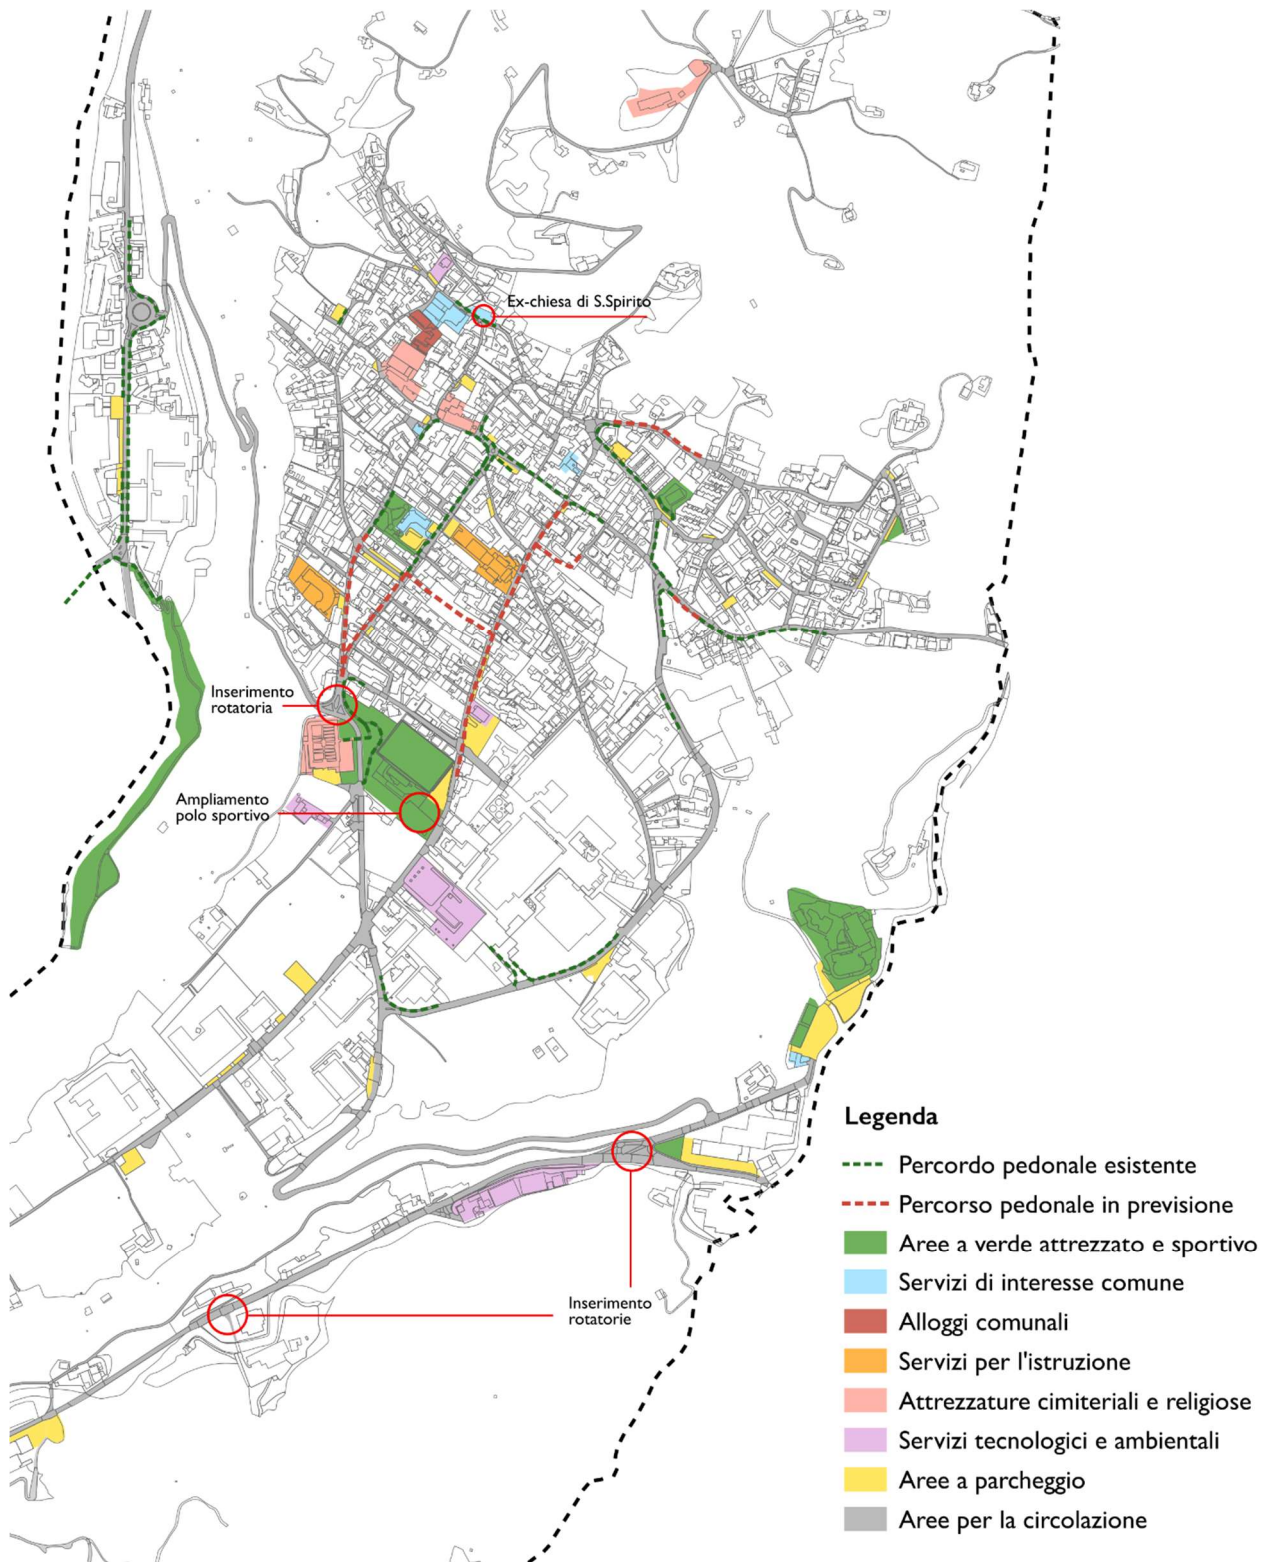 Ex-chiesa di S.Spirito
Inserimento
rotatoria
Ampliamento
polo sportivo
Inserimento
rotatorie
Legenda
Percordo pedonale esistente
Percorso pedonale in previsione
Aree a verde attrezzato e sportivo
Servizi di interesse comune
Alloggi comunali
Servizi per l'istruzione
Attrezzature cimiteriali e religiose
Servizi tecnologici e ambientali
Aree a parcheggio
Aree per la circolazione